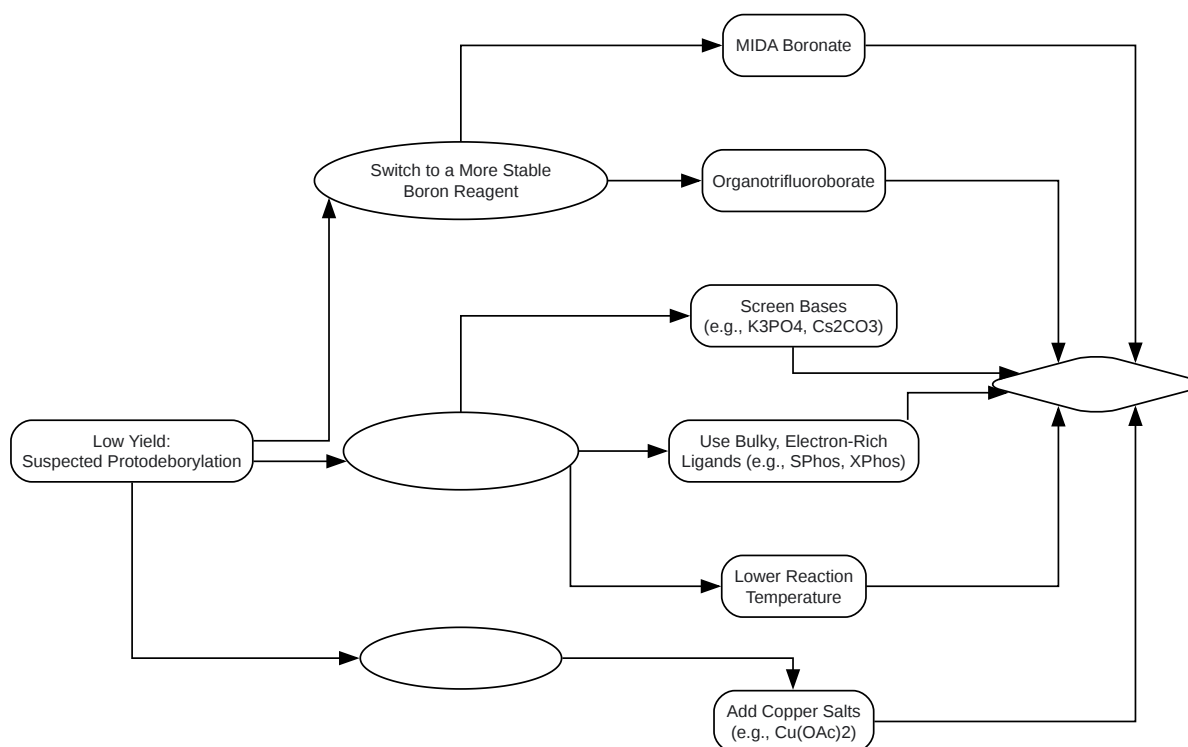 MIDA Boronate
Switch to a More Stable
Boron Reagent
Organotrifluoroborate
Screen Bases
(e.g., K3PO4, Cs2CO3)
Low Yield:
Suspected Protodeborylation
Use Bulky, Electron-Rich
Ligands (e.g., SPhos, XPhos)
Lower Reaction
Temperature
Add Copper Salts
(e.g., Cu(OAc)2)